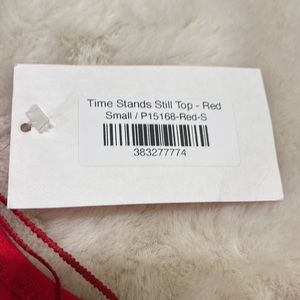 Time Stands Still Top - Red
Small / P15168-Red-S
383277774